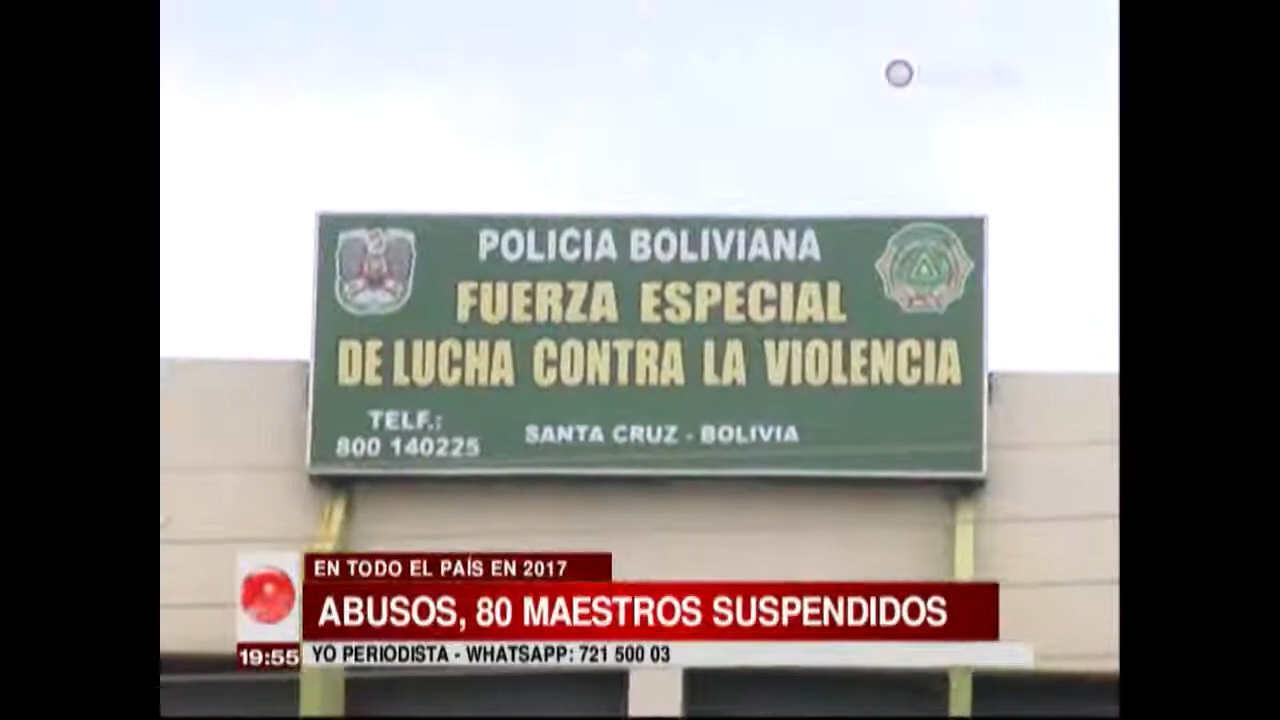 POLICIA BOLIVIANA
FUERZA ESPECIAL
DE LUCHA CONTRA LA VIOLENCIA
TELF.:
800 140225
SANTA CRUZ - BOLIVIA
EN TODO EL PAÍS EN 2017
ABUSOS, 80 MAESTROS SUSPENDIDOS
19:55
YO PERIODISTA - WHATSAPP: 721 500 03